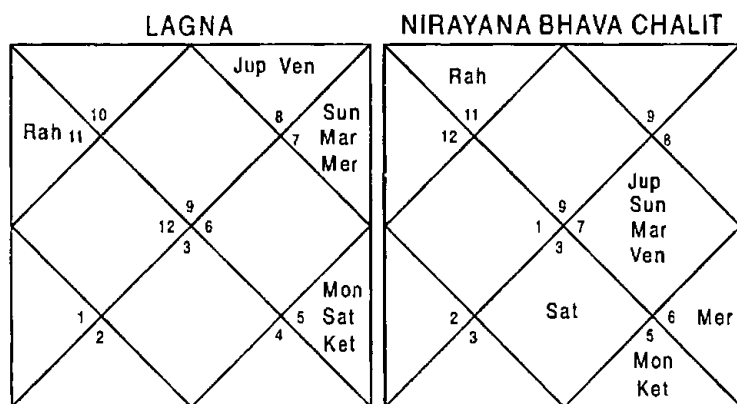 LAGNA
Jup Ven
Rah 11
10
8
7
Sun
Mar
Mer
9
12 6
3
1
2
5
4
Mon
Sat
Ket
NIRAYANA BHAVA CHALIT
Rah
11
12
9
8
Jup
Sun
Mar
Ven
9
1 7
3
Sat
2
3
6
5
Mer
Mon
Ket